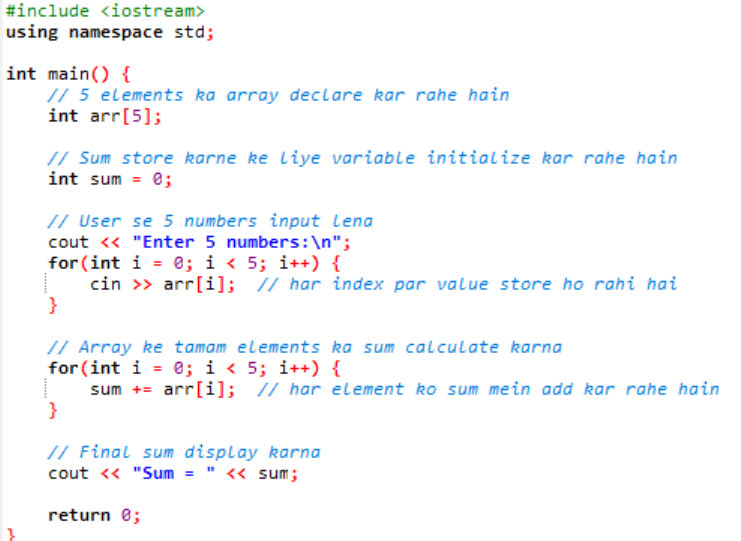 #include <iostream>
using namespace std;

int main() {
    // 5 elements ka array declare kar rahe hain
    int arr[5];

    // Sum store karne ke liye variable initialize kar rahe hain
    int sum = 0;

    // User se 5 numbers input lena
    cout << "Enter 5 numbers:\n";
    for(int i = 0; i < 5; i++) {
        cin >> arr[i];  // har index par value store ho rahi hai
    }

    // Array ke tamam elements ka sum calculate karna
    for(int i = 0; i < 5; i++) {
        sum += arr[i];  // har element ko sum mein add kar rahe hain
    }

    // Final sum display karna
    cout << "Sum = " << sum;

    return 0;
}